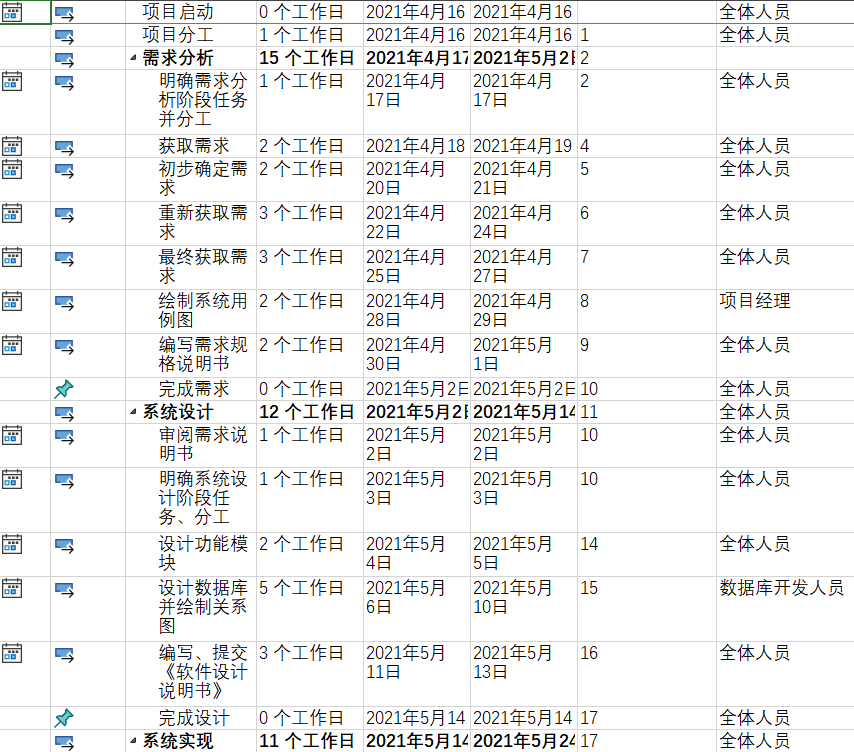 项目启动 0 个工作日 2021年4月16 2021年4月16 全体人员
项目分工 1 个工作日 2021年4月16 2021年4月16 1 全体人员
需求分析 15 个工作日 2021年4月17 2021年5月2日 2
明确需求分 1 个工作日 2021年4月 2021年4月 2 全体人员
析阶段任务 17日 17日
并分工
获取需求 2 个工作日 2021年4月18 2021年4月19 4 全体人员
初步确定需 2 个工作日 2021年4月 2021年4月 5 全体人员
求 20日 21日
重新获取需 3 个工作日 2021年4月 2021年4月 6 全体人员
求 22日 24日
最终获取需 3 个工作日 2021年4月 2021年4月 7 全体人员
求 25日 27日
绘制系统用 2 个工作日 2021年4月 2021年4月 8 项目经理
例图 28日 29日
编写需求规 2 个工作日 2021年4月 2021年5月 9 全体人员
格说明书 30日 1日
完成需求 0 个工作日 2021年5月2日 2021年5月2日 10 全体人员
系统设计 12 个工作日 2021年5月2日 2021年5月14 11 全体人员
审阅需求说 1 个工作日 2021年5月 2021年5月 10 全体人员
明书 2日 2日
明确系统设 1 个工作日 2021年5月 2021年5月 10 全体人员
计阶段任 3日 3日
务、分工
设计功能模 2 个工作日 2021年5月 2021年5月 14 全体人员
块 4日 5日
设计数据库 5 个工作日 2021年5月 2021年5月 15 数据库开发人员
并绘制关系 6日 10日
图
编写、提交 3 个工作日 2021年5月 2021年5月 16 全体人员
《软件设计 11日 13日
说明书》
完成设计 0 个工作日 2021年5月14 2021年5月14 17 全体人员
系统实现 11 个工作日 2021年5月14 2021年5月24 17 全体人员